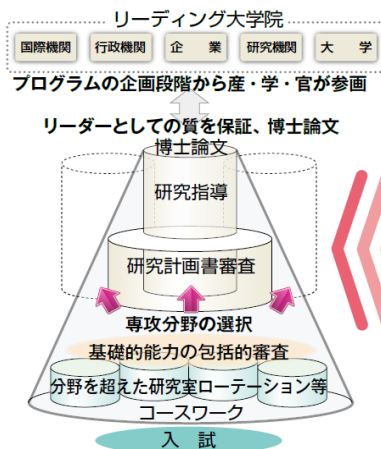 リーディング大学院
国際機関 行政機関 企業 研究機関 大学
プログラムの企画段階から産・学・官が参画
リーダーとしての質を保証、博士論文
博士論文
研究指導
研究計画書審査
専攻分野の選択
基礎的能力の包括的審査
分野を超えた研究室ローテーション等
コースワーク
入試